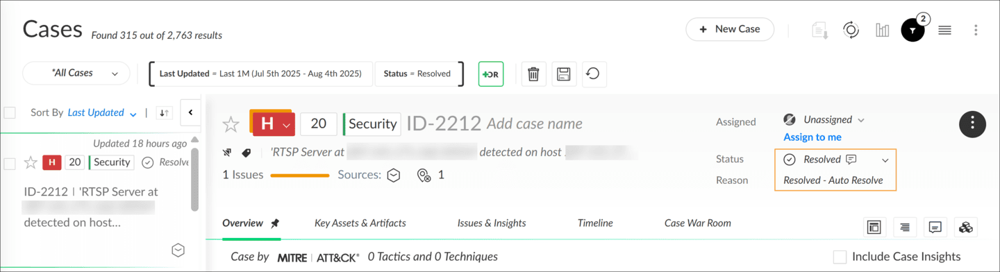 Cases Found 315 out of 2,763 results
+ New Case
2
*All Cases
Last Updated = Last 1M (Jul 5th 2025 - Aug 4th 2025)
Status = Resolved
+OR
Sort By Last Updated
Updated 18 hours ago
H 20 Security Resolve
ID-2212 | 'RTSP Server at
detected on host...
H 20 Security ID-2212 Add case name
'RTSP Server at
detected on host
...
1 Issues
Sources:
1
Assigned
Unassigned
Assign to me
Status
Resolved
Reason
Resolved - Auto Resolve
Overview
Key Assets & Artifacts
Issues & Insights
Timeline
Case War Room
Case by MITRE | ATT&CK® 0 Tactics and 0 Techniques
Include Case Insights